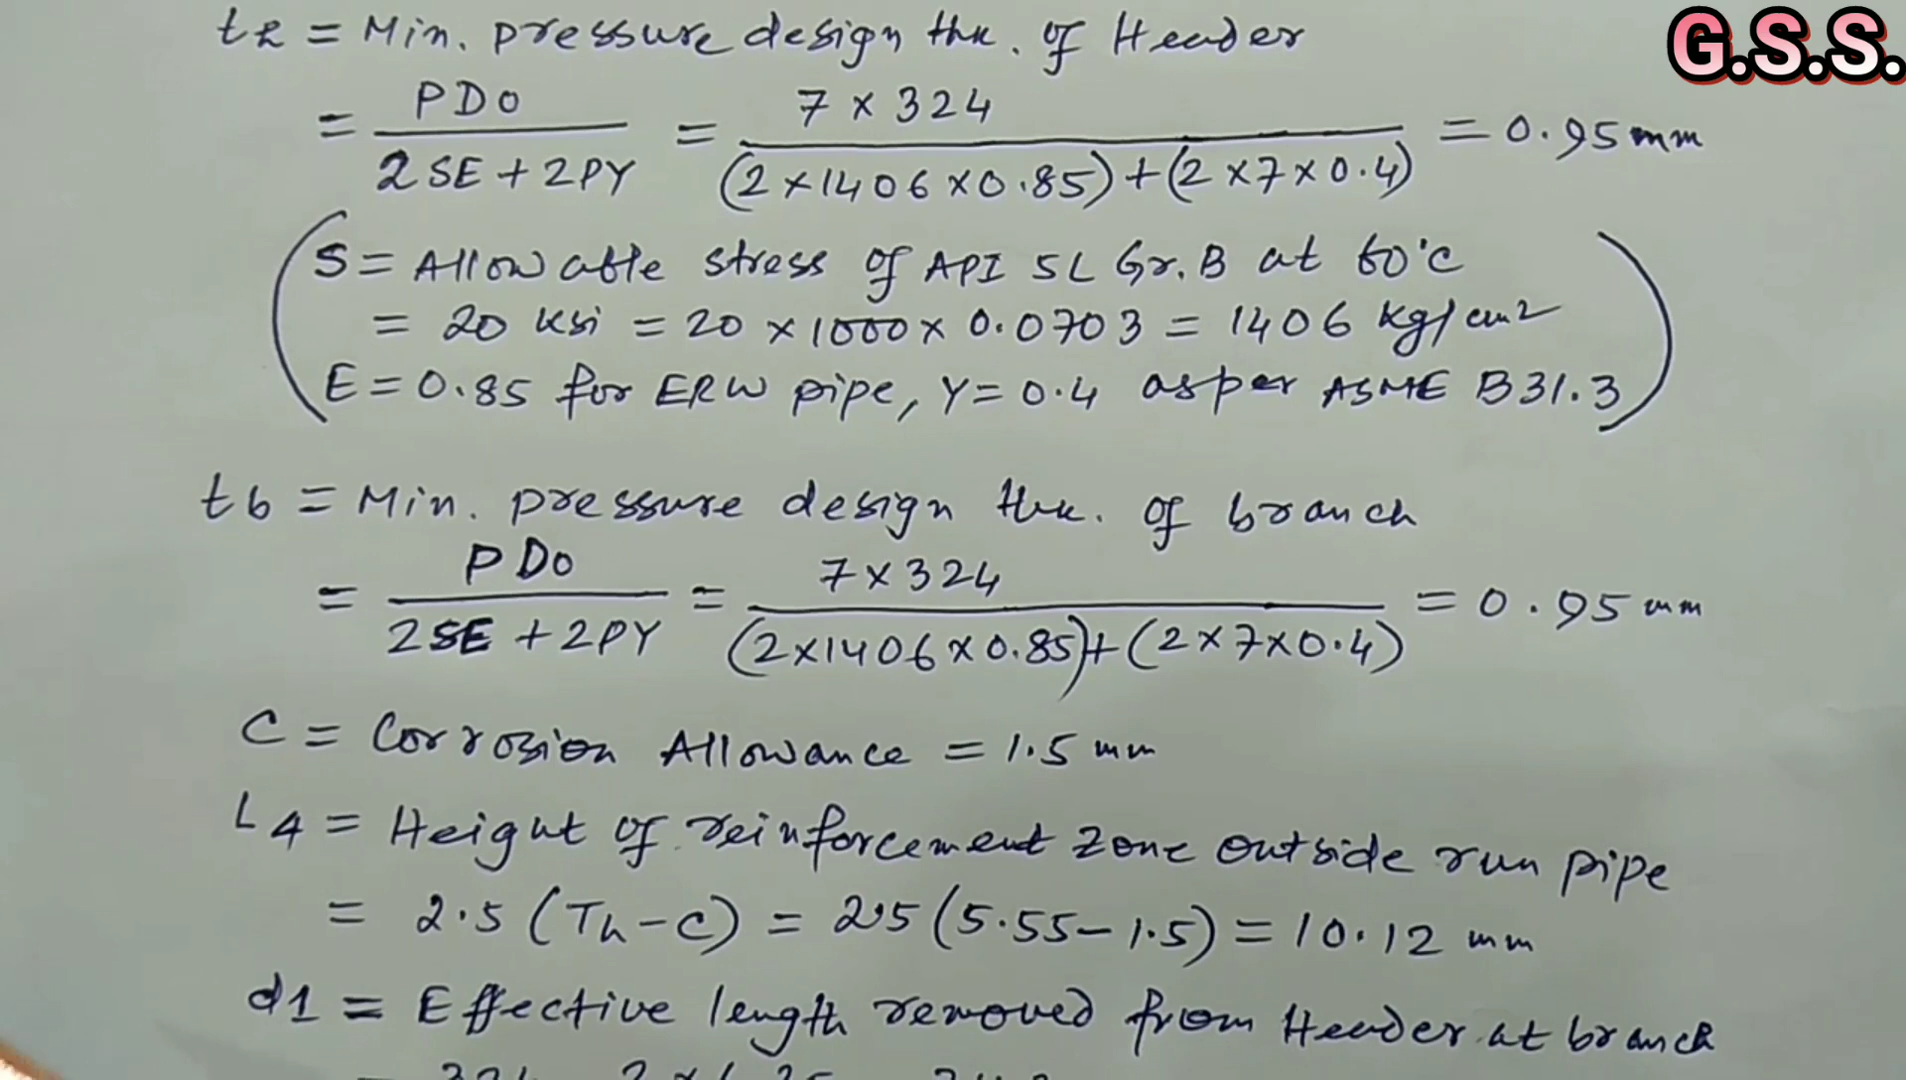 G.S.S.
th = Min. pressure design thk. of Header
= PDo / 2SE + 2PY = 7 x 324 / (2 x 1406 x 0.85) + (2 x 7 x 0.4) = 0.95 mm
S = Allowable stress of API 5L Gr. B at 60°C
= 20 ksi = 20 x 1000 x 0.0703 = 1406 kg/cm2
E = 0.85 for ERW pipe, Y = 0.4 as per ASME B31.3
tb = Min. pressure design thk. of branch
= PDo / 2SE + 2PY = 7 x 324 / (2 x 1406 x 0.85) + (2 x 7 x 0.4) = 0.95 mm
C = Corrosion Allowance = 1.5 mm
L4 = Height of reinforcement zone outside run pipe
= 2.5 (Th - C) = 2.5 (5.55 - 1.5) = 10.12 mm
d1 = Effective length removed from Header at branch